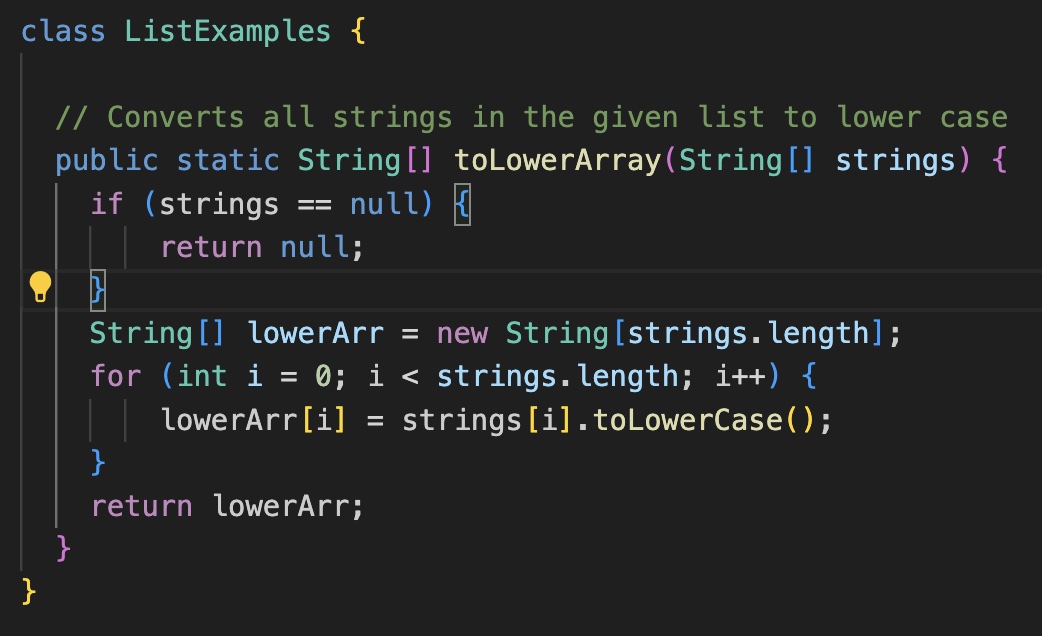 class ListExamples {
  // Converts all strings in the given list to lower case
  public static String[] toLowerArray(String[] strings) {
    if (strings == null) {
        return null;
    }
    String[] lowerArr = new String[strings.length];
    for (int i = 0; i < strings.length; i++) {
        lowerArr[i] = strings[i].toLowerCase();
    }
    return lowerArr;
  }
}